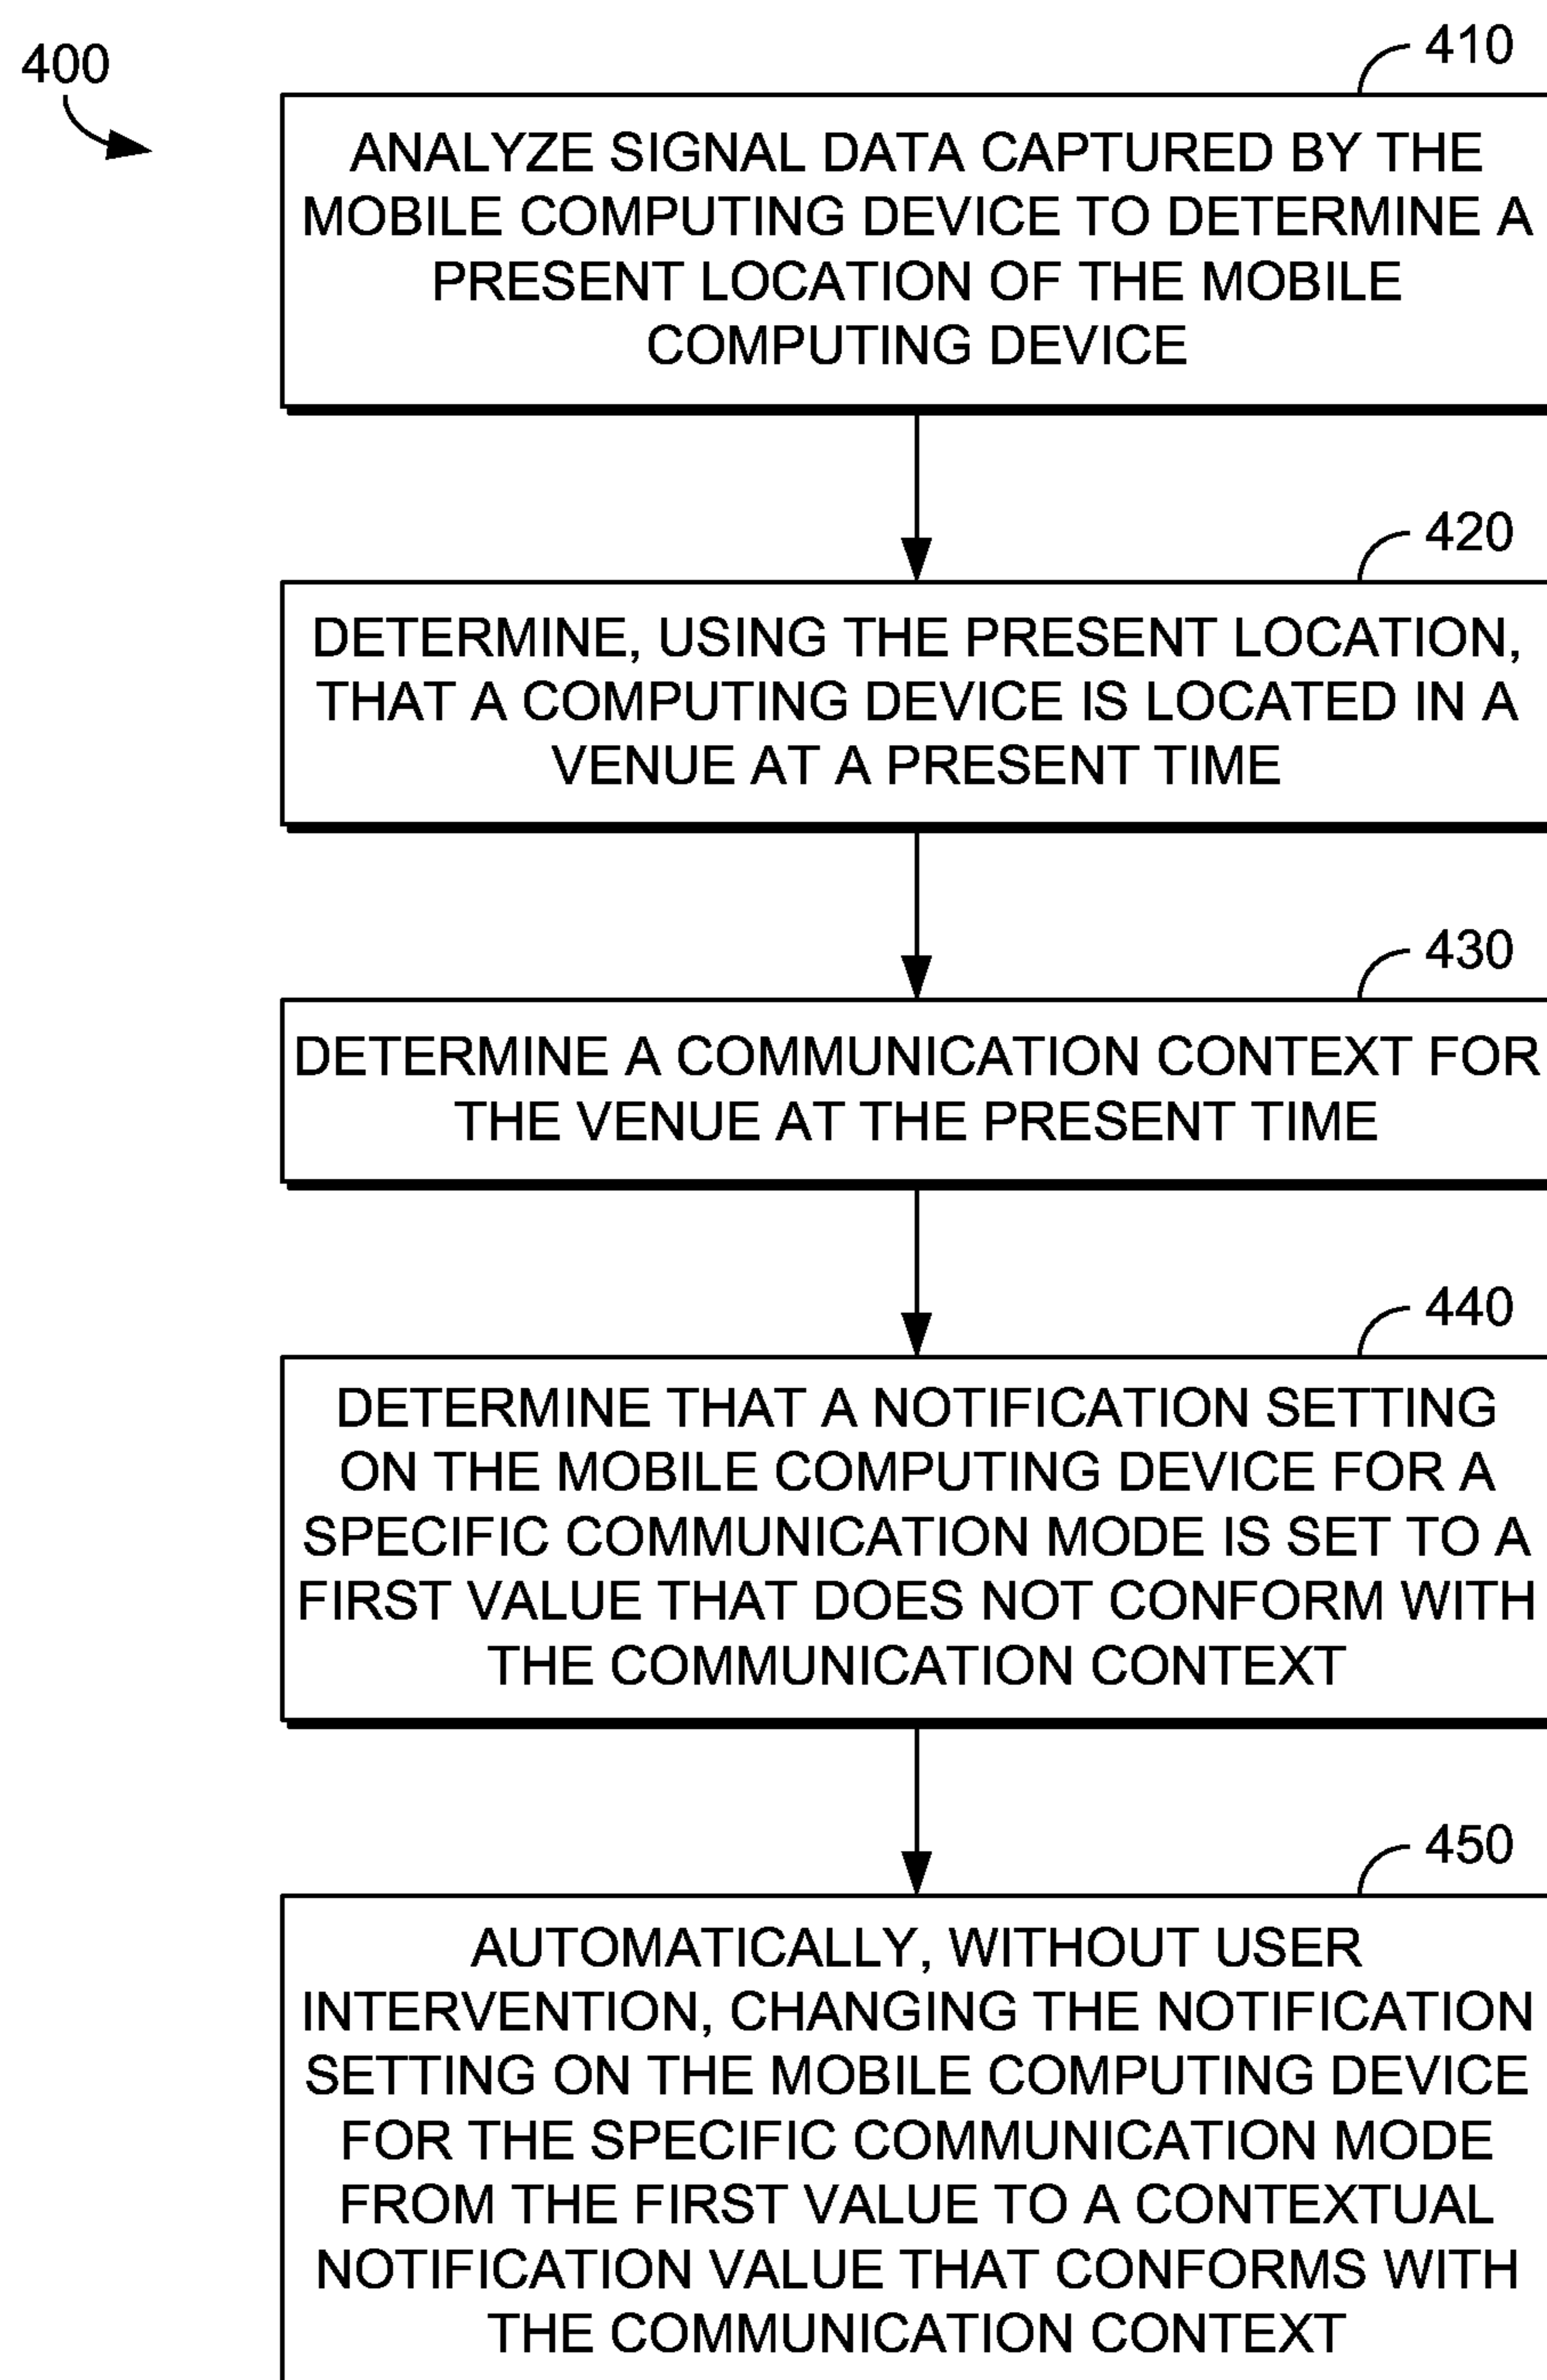 400
410
ANALYZE SIGNAL DATA CAPTURED BY THE
MOBILE COMPUTING DEVICE TO DETERMINE A
PRESENT LOCATION OF THE MOBILE
COMPUTING DEVICE
420
DETERMINE, USING THE PRESENT LOCATION,
THAT A COMPUTING DEVICE IS LOCATED IN A
VENUE AT A PRESENT TIME
430
DETERMINE A COMMUNICATION CONTEXT FOR
THE VENUE AT THE PRESENT TIME
440
DETERMINE THAT A NOTIFICATION SETTING
ON THE MOBILE COMPUTING DEVICE FOR A
SPECIFIC COMMUNICATION MODE IS SET TO A
FIRST VALUE THAT DOES NOT CONFORM WITH
THE COMMUNICATION CONTEXT
450
AUTOMATICALLY, WITHOUT USER
INTERVENTION, CHANGING THE NOTIFICATION
SETTING ON THE MOBILE COMPUTING DEVICE
FOR THE SPECIFIC COMMUNICATION MODE
FROM THE FIRST VALUE TO A CONTEXTUAL
NOTIFICATION VALUE THAT CONFORMS WITH
THE COMMUNICATION CONTEXT